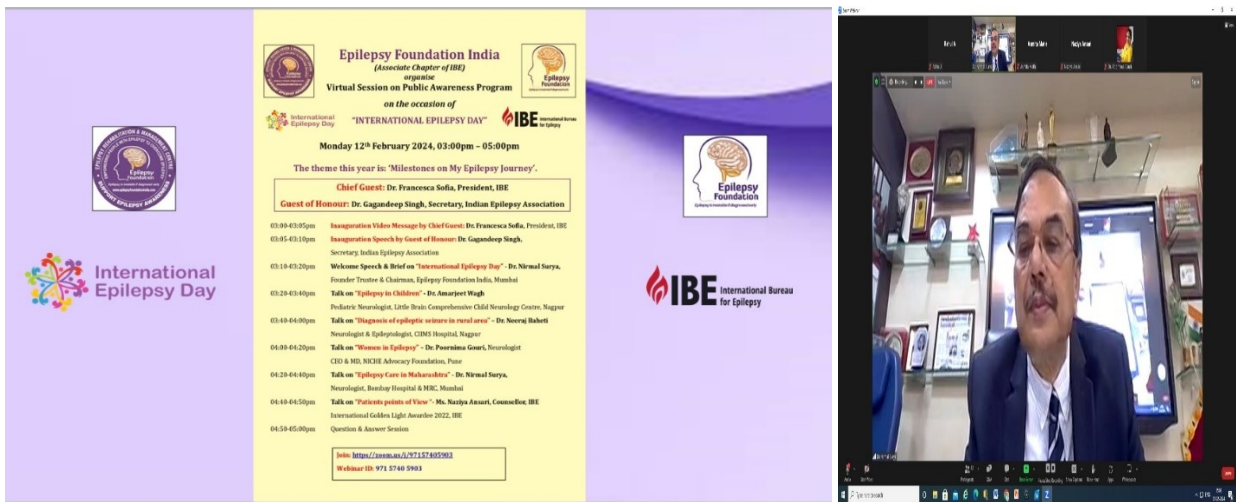 Epilepsy Foundation India
(Associate Chapter of IBE)
organise
Virtual Session on Public Awareness Program
on the occasion of
International Epilepsy Day
"INTERNATIONAL EPILEPSY DAY"
IBE International Bureau for Epilepsy
Monday 12th February 2024, 03:00pm – 05:00pm
The theme this year is: 'Milestones on My Epilepsy Journey'.
Chief Guest: Dr. Francesca Sofia, President, IBE
Guest of Honour: Dr. Gagandeep Singh, Secretary, Indian Epilepsy Association
03:00-03:05pm Inauguration Video Message by Chief Guest: Dr. Francesca Sofia, President, IBE
03:05-03:10pm Inauguration Speech by Guest of Honour: Dr. Gagandeep Singh,
Secretary, Indian Epilepsy Association
03:10-03:20pm Welcome Speech & Brief on "International Epilepsy Day" - Dr. Nirmal Surya,
Founder Trustee & Chairman, Epilepsy Foundation India, Mumbai
03:20-03:40pm Talk on "Epilepsy in Children" - Dr. Amarjeet Wagh
Pediatric Neurologist, Little Brain Comprehensive Child Neurology Centre, Nagpur
03:40-04:00pm Talk on "Diagnosis of epileptic seizure in rural area" – Dr. Neeraj Baheti
Neurologist & Epileptologist, CIIMS Hospital, Nagpur
04:00-04:20pm Talk on "Women in Epilepsy" – Dr. Poornima Gouri, Neurologist
CEO & MD, NICHE Advocacy Foundation, Pune
04:20-04:40pm Talk on "Epilepsy Care in Maharashtra" - Dr. Nirmal Surya,
Neurologist, Bombay Hospital & MRC, Mumbai
04:40-04:50pm Talk on "Patients points of View "- Ms. Naziya Ansari, Counsellor, IBE
International Golden Light Awardee 2022, IBE
04:50-05:00pm Question & Answer Session
Join: https://zoom.us/j/97157405903
Webinar ID: 971 5740 5903
Epilepsy
Foundation
International
Epilepsy Day
Epilepsy
Foundation
Epilepsy
Foundation
IBE International Bureau
for Epilepsy